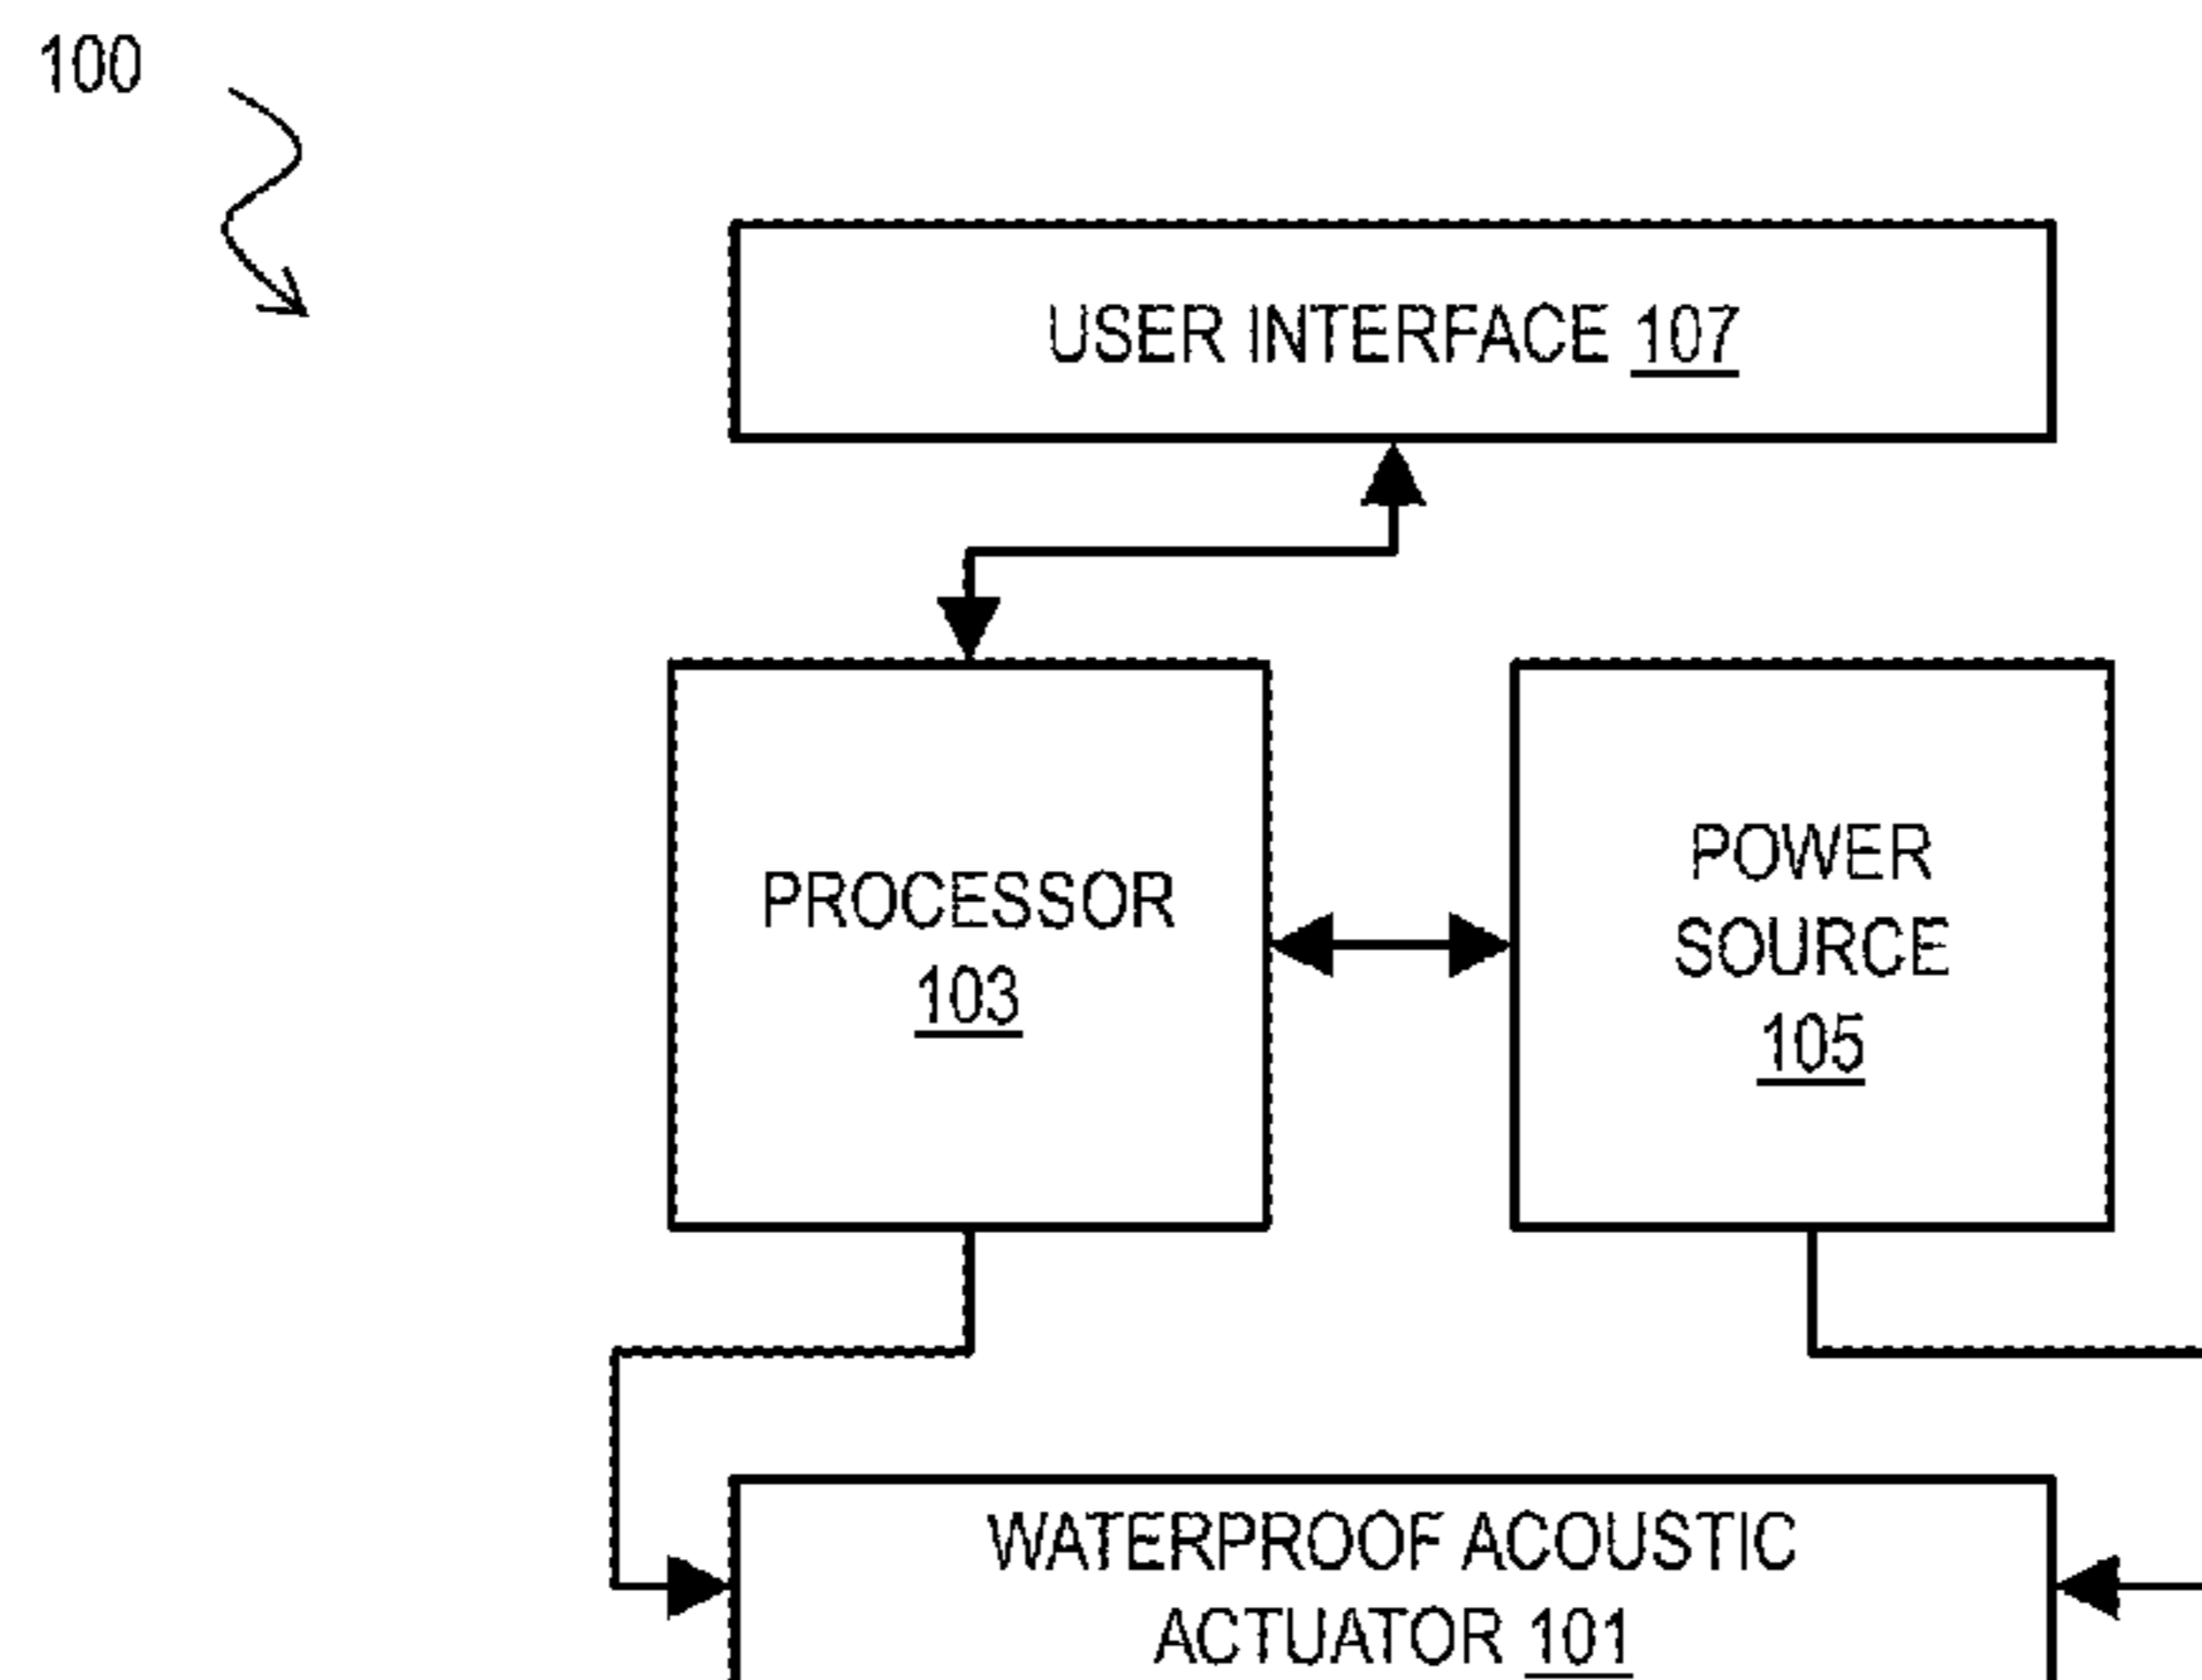 100
USER INTERFACE 107
PROCESSOR
103
POWER
SOURCE
105
WATERPROOF ACOUSTIC
ACTUATOR 101